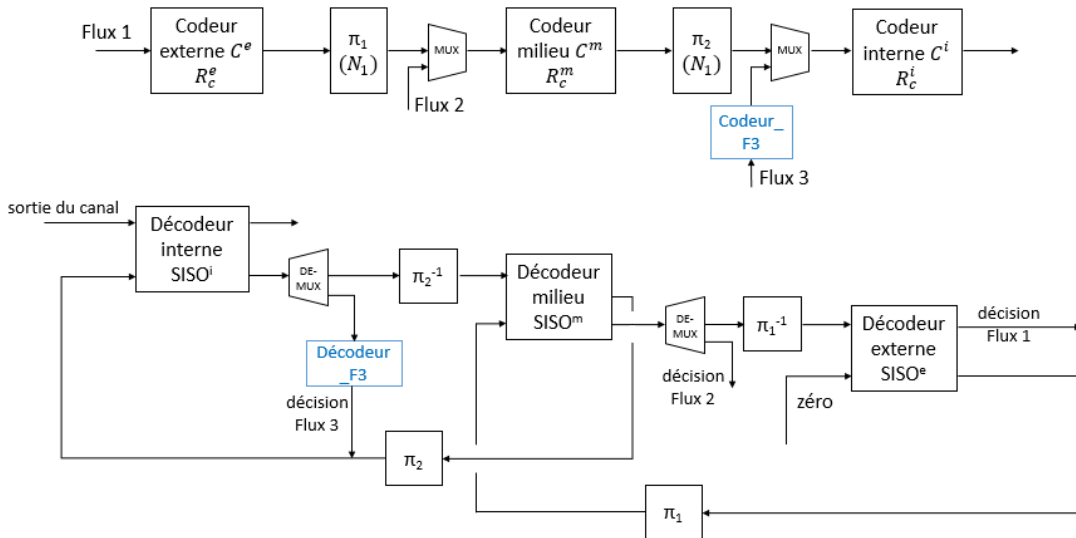 Flux 1
Codeur
externe Cᵉ
R_c^e
π₁
(N₁)
MUX
Flux 2
Codeur
milieu Cᵐ
R_c^m
π₂
(N₁)
MUX
Codeur_
F3
Flux 3
Codeur
interne Cⁱ
R_c^i
sortie du canal
Décodeur
interne
SISOⁱ
DE-
MUX
π₂⁻¹
Décodeur
_F3
décision
Flux 3
π₂
Décodeur
milieu
SISOᵐ
DE-
MUX
décision
Flux 2
π₁⁻¹
zéro
Décodeur
externe
SISOᵉ
décision
Flux 1
π₁